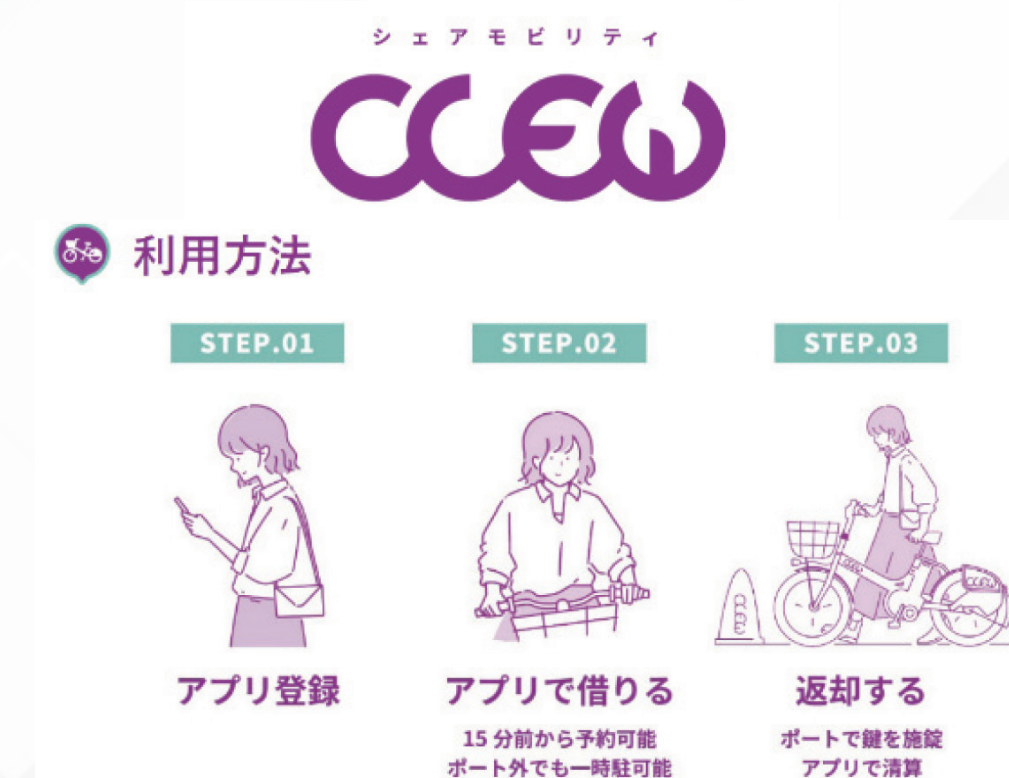 シェアモビリティ
CCEW
利用方法
STEP.01
STEP.02
STEP.03
アプリ登録
アプリで借りる
15分前から予約可能
ポート外でも一時駐可能
返却する
ポートで鍵を施錠
アプリで清算